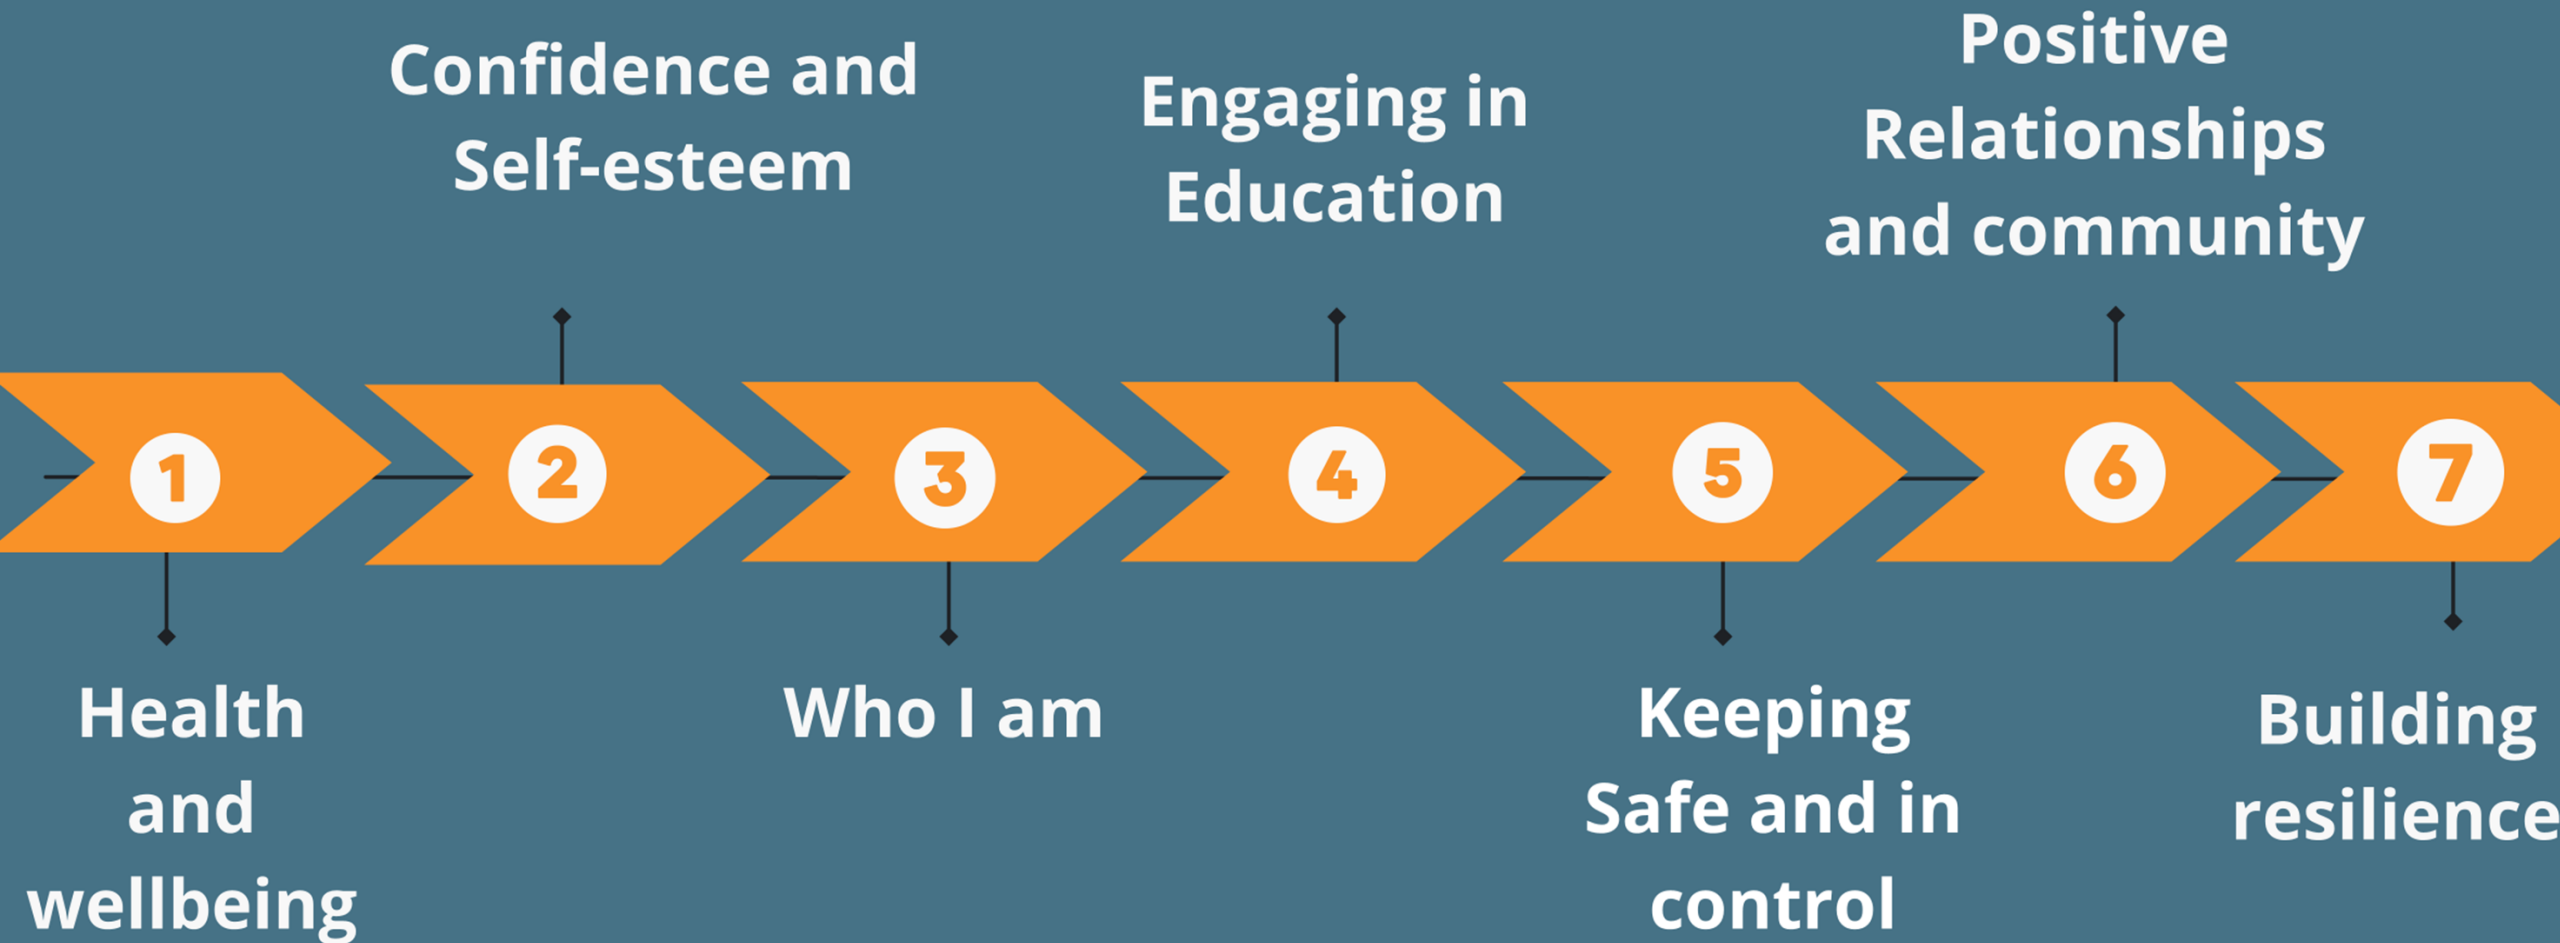 Confidence and
Self-esteem
Engaging in
Education
Positive
Relationships
and community
1
2
3
4
5
6
7
Health
and
wellbeing
Who I am
Keeping
Safe and in
control
Building
resilience